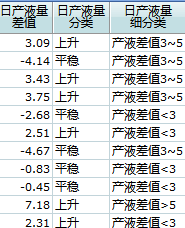 日产液量 日产液量 日产液量
差值 分类 细分类
3.09 上升 产液差值3~5
-4.14 平稳 产液差值3~5
3.43 上升 产液差值3~5
3.75 上升 产液差值3~5
-2.68 平稳 产液差值<3
2.51 上升 产液差值<3
-4.67 平稳 产液差值3~5
-0.83 平稳 产液差值<3
-0.45 平稳 产液差值<3
7.18 上升 产液差值>5
2.31 上升 产液差值<3